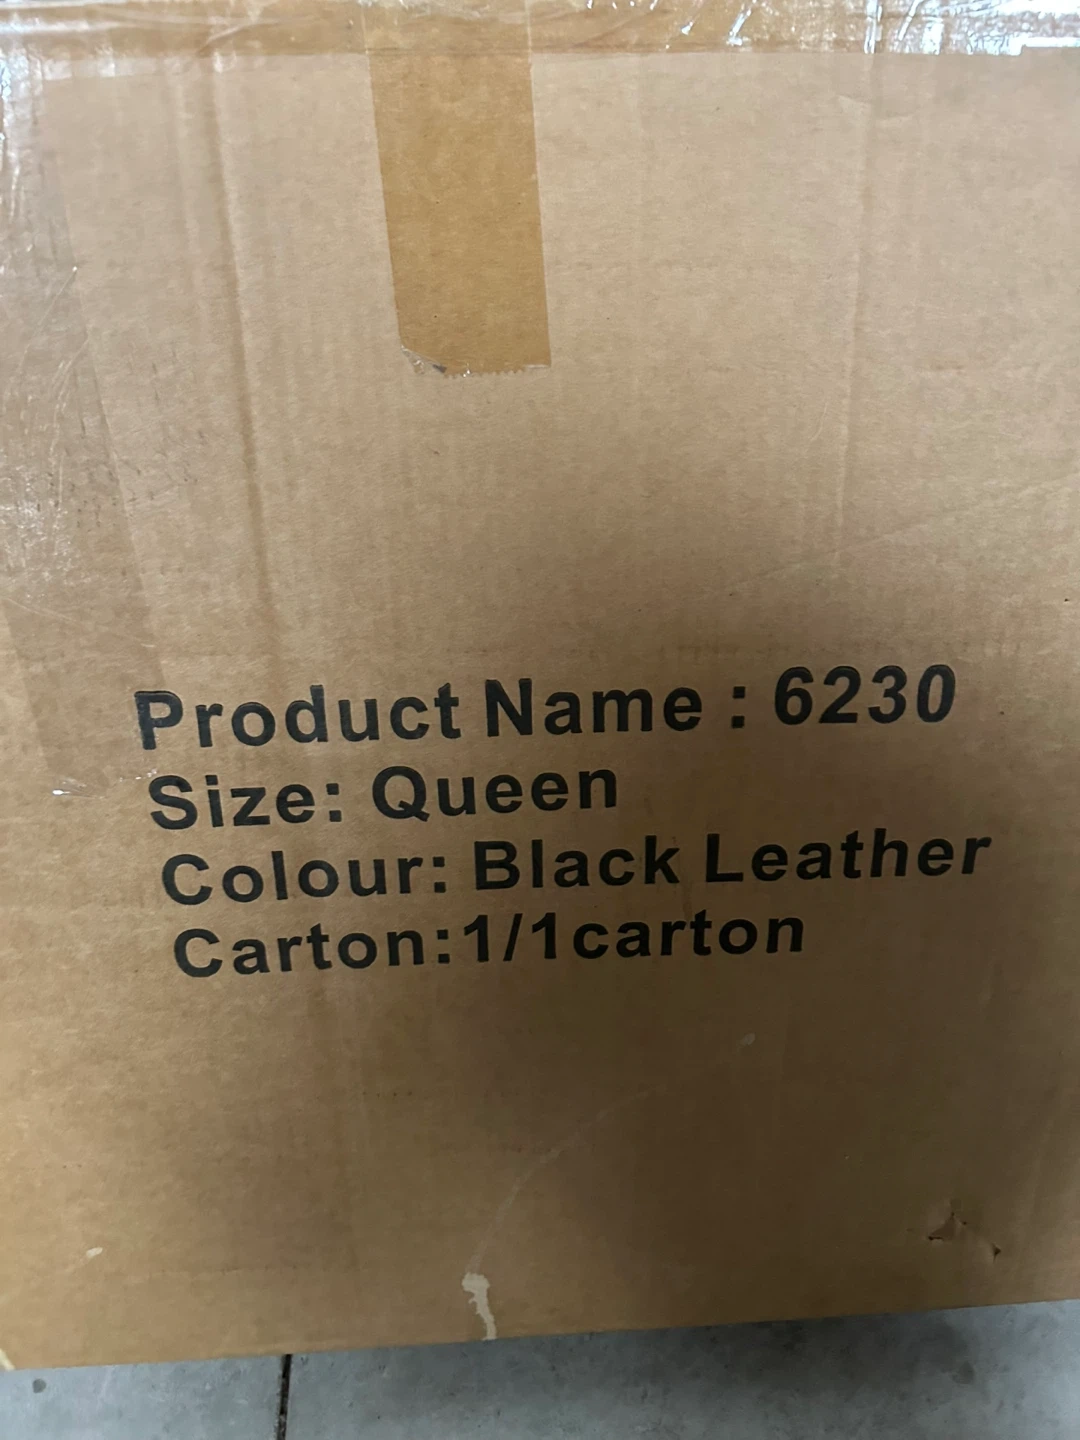 Product Name : 6230
Size: Queen
Colour: Black Leather
Carton:1/1carton